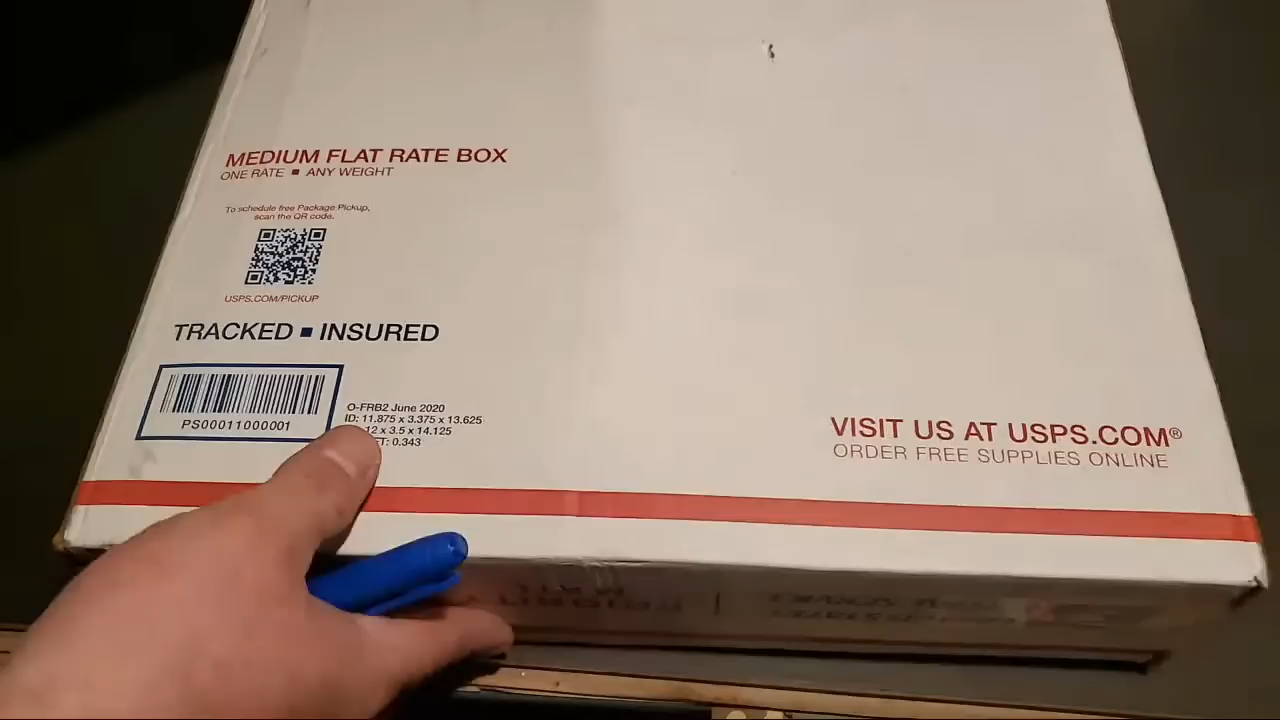 MEDIUM FLAT RATE BOX
ONE RATE ■ ANY WEIGHT
To schedule free Package Pickup,
scan the QR code.
USPS.COM/PICKUP
TRACKED ■ INSURED
PS00011000001
O-FRB2 June 2020
ID: 11.875 x 3.375 x 13.625
12 x 3.5 x 14.125
0.343
VISIT US AT USPS.COM®
ORDER FREE SUPPLIES ONLINE